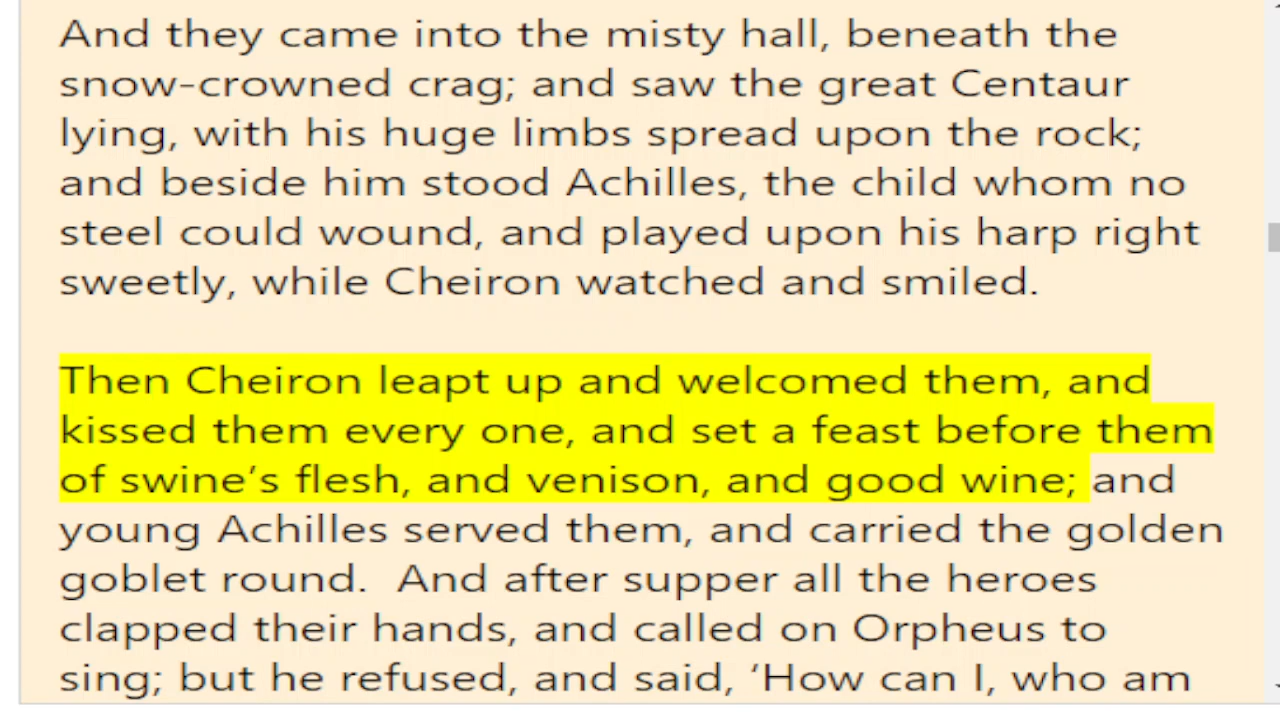 And they came into the misty hall, beneath the
snow-crowned crag; and saw the great Centaur
lying, with his huge limbs spread upon the rock;
and beside him stood Achilles, the child whom no
steel could wound, and played upon his harp right
sweetly, while Cheiron watched and smiled.
Then Cheiron leapt up and welcomed them, and
kissed them every one, and set a feast before them
of swine’s flesh, and venison, and good wine; and
young Achilles served them, and carried the golden
goblet round.  And after supper all the heroes
clapped their hands, and called on Orpheus to
sing; but he refused, and said, ‘How can I, who am